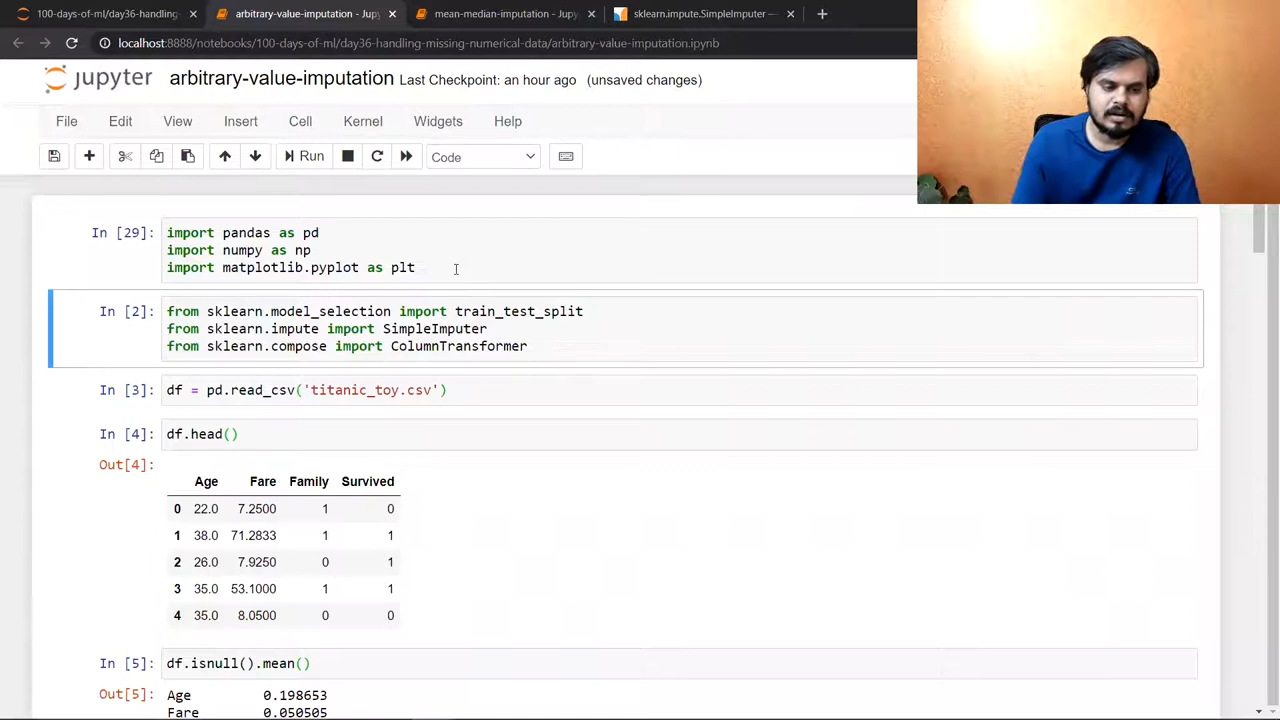 100-days-of-ml/day36-handling-
arbitrary-value-imputation - Jup
mean-median-imputation - Jupyt
sklearn.impute.SimpleImputer —
localhost:8888/notebooks/100-days-of-ml/day36-handling-missing-numerical-data/arbitrary-value-imputation.ipynb
jupyter arbitrary-value-imputation Last Checkpoint: an hour ago (unsaved changes)
File Edit View Insert Cell Kernel Widgets Help
Run Code
In [29]: import pandas as pd
import numpy as np
import matplotlib.pyplot as plt
In [2]: from sklearn.model_selection import train_test_split
from sklearn.impute import SimpleImputer
from sklearn.compose import ColumnTransformer
In [3]: df = pd.read_csv('titanic_toy.csv')
In [4]: df.head()
Out[4]:
Age Fare Family Survived
0 22.0 7.2500 1 0
1 38.0 71.2833 1 1
2 26.0 7.9250 0 1
3 35.0 53.1000 1 1
4 35.0 8.0500 0 0
In [5]: df.isnull().mean()
Out[5]: Age 0.198653
Fare 0.050505